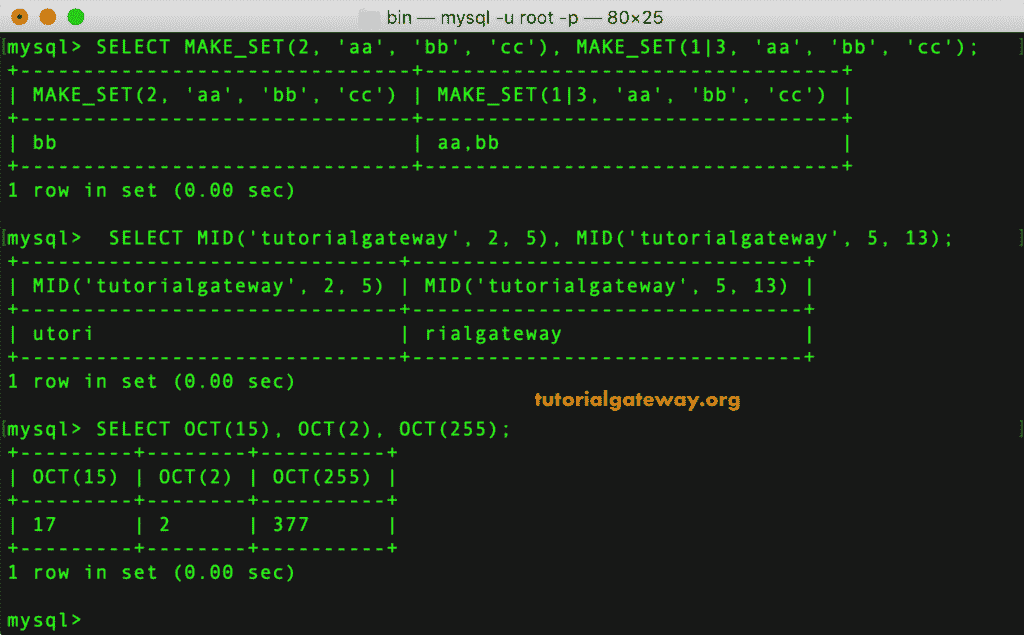 bin — mysql -u root -p — 80×25
mysql> SELECT MAKE_SET(2, 'aa', 'bb', 'cc'), MAKE_SET(1|3, 'aa', 'bb', 'cc');
+-------------------------------+---------------------------------+
| MAKE_SET(2, 'aa', 'bb', 'cc') | MAKE_SET(1|3, 'aa', 'bb', 'cc') |
+-------------------------------+---------------------------------+
| bb                            | aa,bb                           |
+-------------------------------+---------------------------------+
1 row in set (0.00 sec)
mysql>  SELECT MID('tutorialgateway', 2, 5), MID('tutorialgateway', 5, 13);
+------------------------------+-------------------------------+
| MID('tutorialgateway', 2, 5) | MID('tutorialgateway', 5, 13) |
+------------------------------+-------------------------------+
| utori                        | rialgateway                   |
+------------------------------+-------------------------------+
1 row in set (0.00 sec)
tutorialgateway.org
mysql> SELECT OCT(15), OCT(2), OCT(255);
+---------+--------+----------+
| OCT(15) | OCT(2) | OCT(255) |
+---------+--------+----------+
| 17      | 2      | 377      |
+---------+--------+----------+
1 row in set (0.00 sec)
mysql>